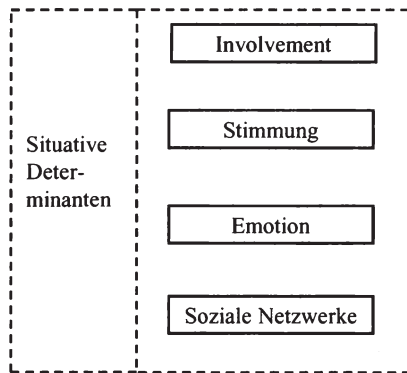 Situative
Deter-
minanten
Involvement
Stimmung
Emotion
Soziale Netzwerke